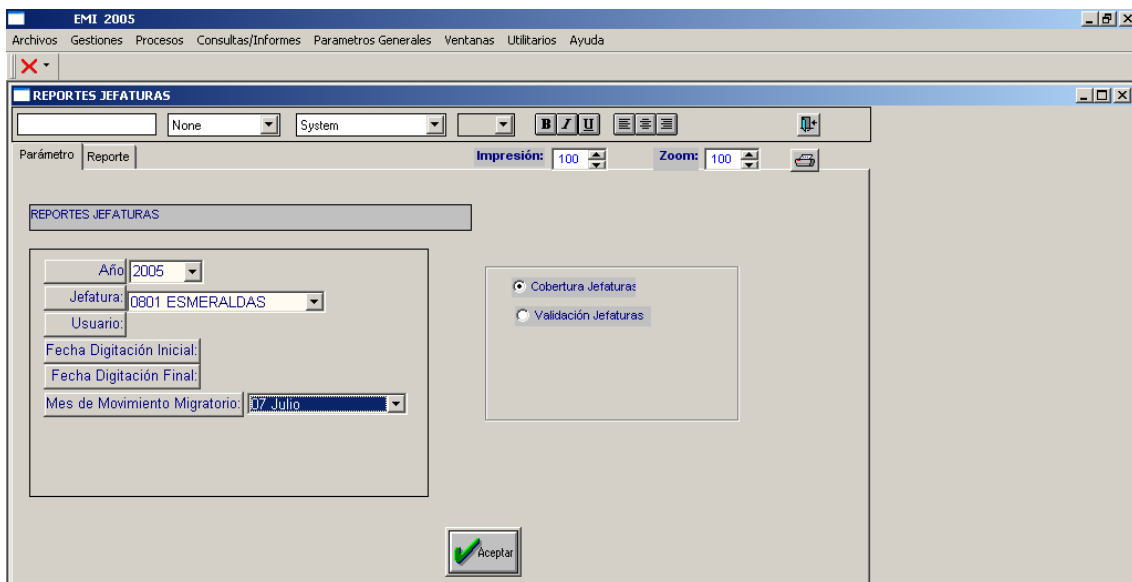 EMI 2005
Archivos Gestiones Procesos Consultas/Informes Parametros Generales Ventanas Utilitarios Ayuda
REPORTES JEFATURAS
None System B I U
Parámetro Reporte Impresión: 100 Zoom: 100
REPORTES JEFATURAS
Año 2005
Jefatura: 0801 ESMERALDAS
Usuario:
Fecha Digitación Inicial:
Fecha Digitación Final:
Mes de Movimiento Migratorio: 07 Julio
Cobertura Jefaturas
Validación Jefaturas
Aceptar